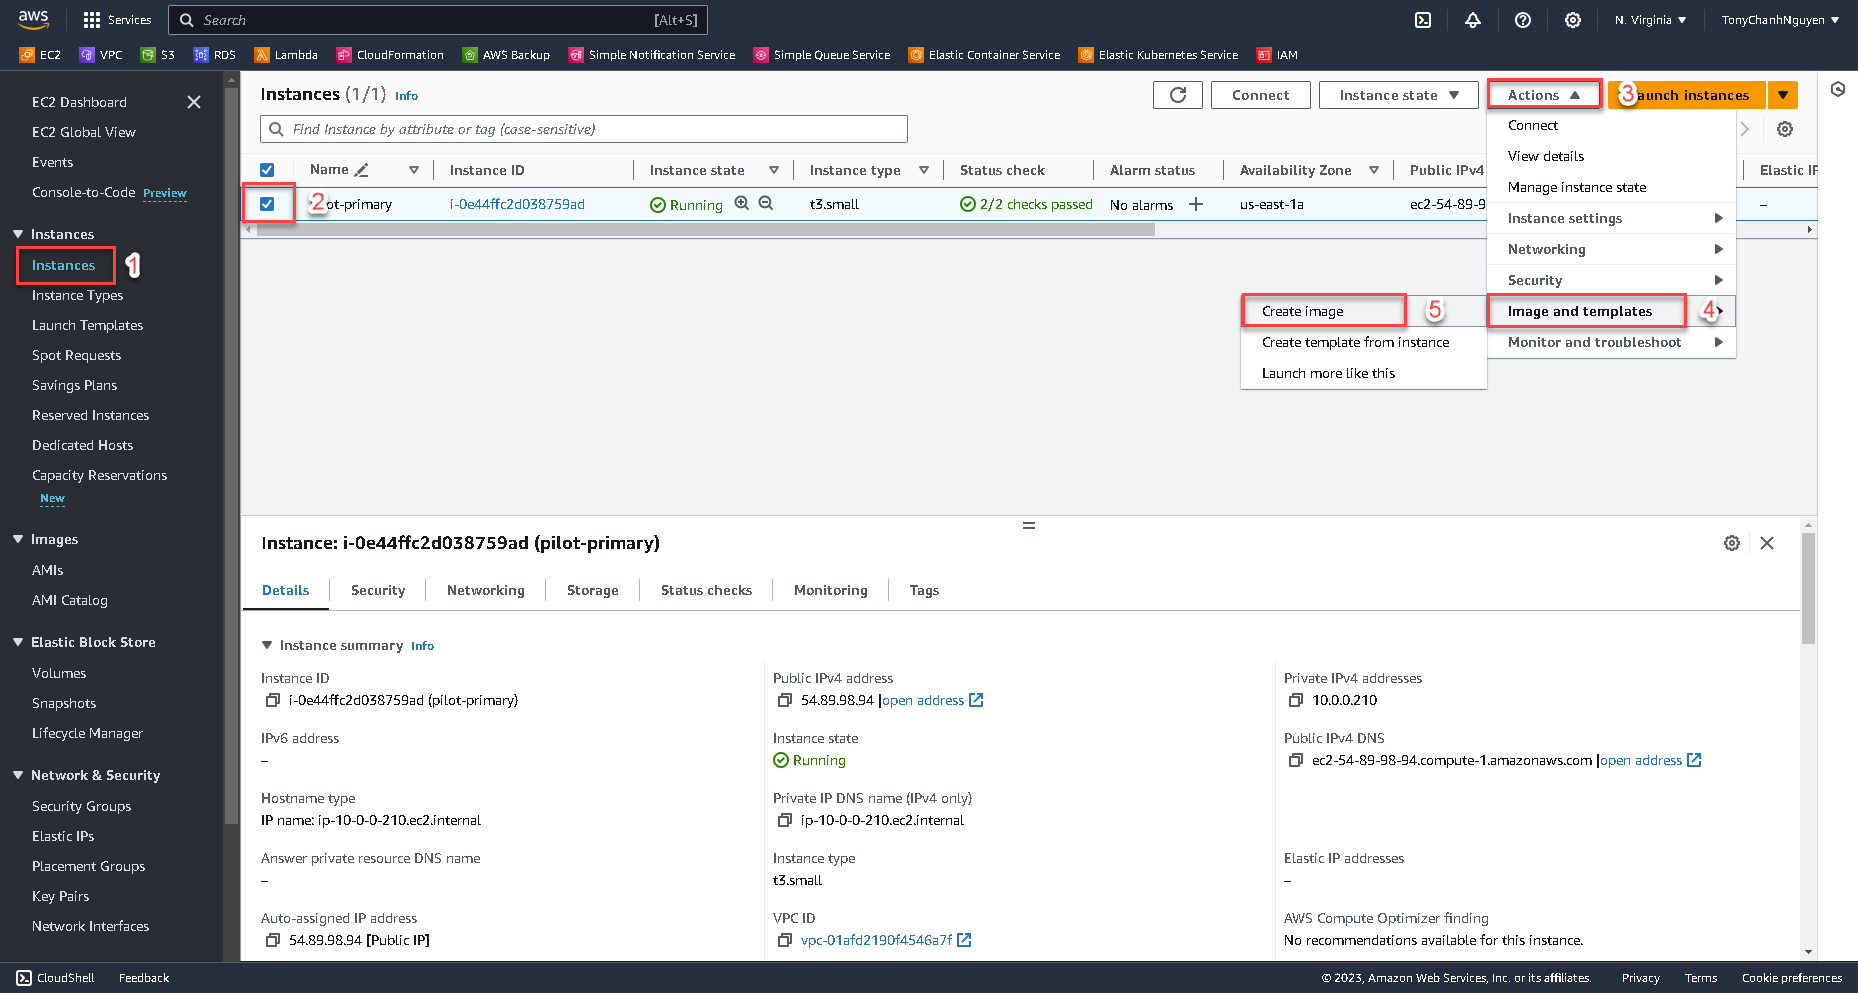 aws
Services
Search
[Alt+S]
N. Virginia
TonyChanhNguyen
EC2
VPC
S3
RDS
Lambda
CloudFormation
AWS Backup
Simple Notification Service
Simple Queue Service
Elastic Container Service
Elastic Kubernetes Service
IAM
EC2 Dashboard
EC2 Global View
Events
Console-to-Code Preview
Instances
Instances
1
Instance Types
Launch Templates
Spot Requests
Savings Plans
Reserved Instances
Dedicated Hosts
Capacity Reservations
New
Images
AMIs
AMI Catalog
Elastic Block Store
Volumes
Snapshots
Lifecycle Manager
Network & Security
Security Groups
Elastic IPs
Placement Groups
Key Pairs
Network Interfaces
Instances (1/1) Info
Connect
Instance state
Actions
3
aunch instances
Find Instance by attribute or tag (case-sensitive)
Name
Instance ID
Instance state
Instance type
Status check
Alarm status
Availability Zone
Public IPv4
Elastic IP
2
ot-primary
i-0e44ffc2d038759ad
Running
t3.small
2/2 checks passed
No alarms
us-east-1a
ec2-54-89-9
–
Connect
View details
Manage instance state
Instance settings
Networking
Security
Image and templates
4
Monitor and troubleshoot
Create image
5
Create template from instance
Launch more like this
Instance: i-0e44ffc2d038759ad (pilot-primary)
Details
Security
Networking
Storage
Status checks
Monitoring
Tags
Instance summary Info
Instance ID
i-0e44ffc2d038759ad (pilot-primary)
Public IPv4 address
54.89.98.94 |open address
Private IPv4 addresses
10.0.0.210
IPv6 address
–
Instance state
Running
Public IPv4 DNS
ec2-54-89-98-94.compute-1.amazonaws.com |open address
Hostname type
IP name: ip-10-0-0-210.ec2.internal
Private IP DNS name (IPv4 only)
ip-10-0-0-210.ec2.internal
Answer private resource DNS name
–
Instance type
t3.small
Elastic IP addresses
–
Auto-assigned IP address
54.89.98.94 [Public IP]
VPC ID
vpc-01afd2190f4546a7f
AWS Compute Optimizer finding
No recommendations available for this instance.
CloudShell
Feedback
© 2023, Amazon Web Services, Inc. or its affiliates.
Privacy
Terms
Cookie preferences